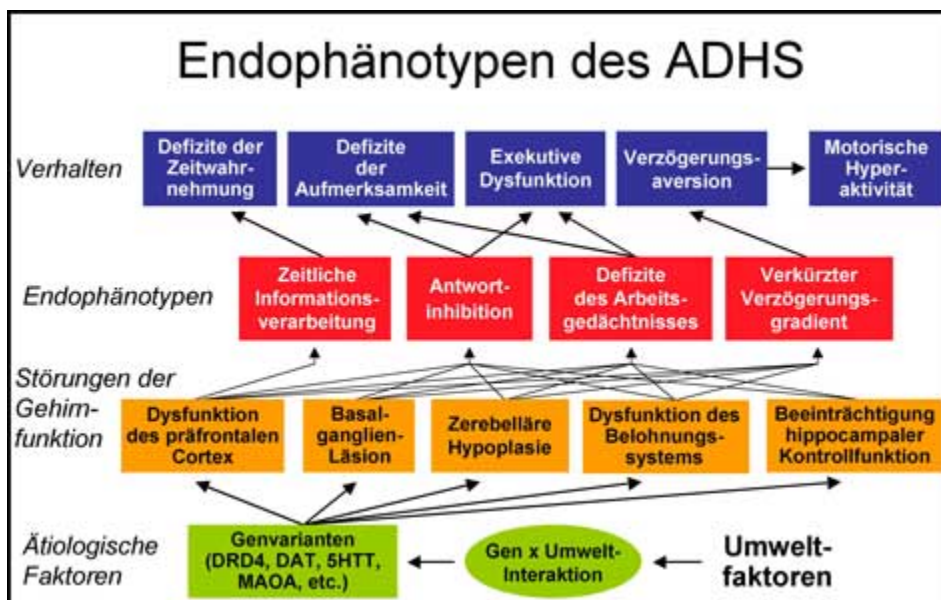 Endophänotypen des ADHS
Verhalten
Defizite der
Zeitwahr-
nehmung
Defizite
der
Aufmerksamkeit
Exekutive
Dysfunktion
Verzögerungs-
aversion
Motorische
Hyper-
aktivität
Endophänotypen
Zeitliche
Informations-
verarbeitung
Antwort-
inhibition
Defizite
des Arbeits-
gedächtnisses
Verkürzter
Verzögerungs-
gradient
Störungen der
Gehirn-
funktion
Dysfunktion
des präfrontalen
Cortex
Basal-
ganglien-
Läsion
Zerebelläre
Hypoplasie
Dysfunktion des
Belohnungs-
systems
Beeinträchtigung
hippocampaler
Kontrollfunktion
Ätiologische
Faktoren
Genvarianten
(DRD4, DAT, 5HTT,
MAOA, etc.)
Gen x Umwelt-
Interaktion
Umwelt-
faktoren